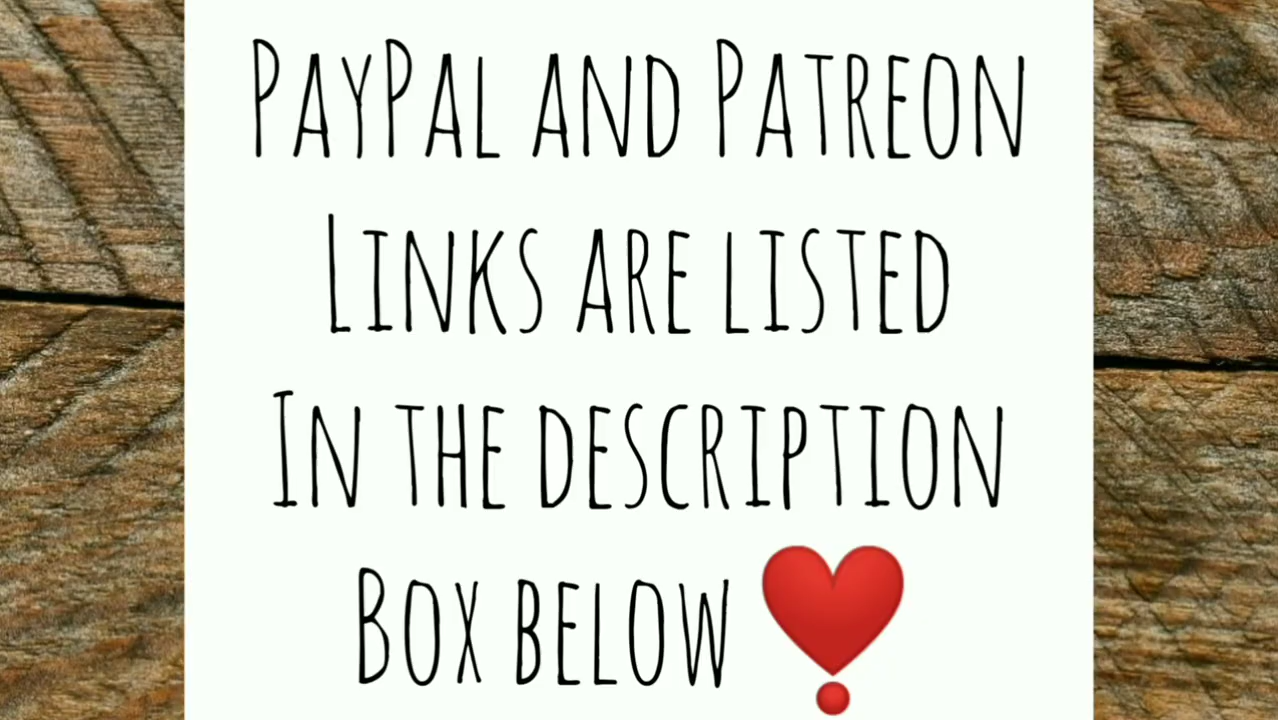 PayPal and Patreon
Links are listed
In the description
Box below ❣